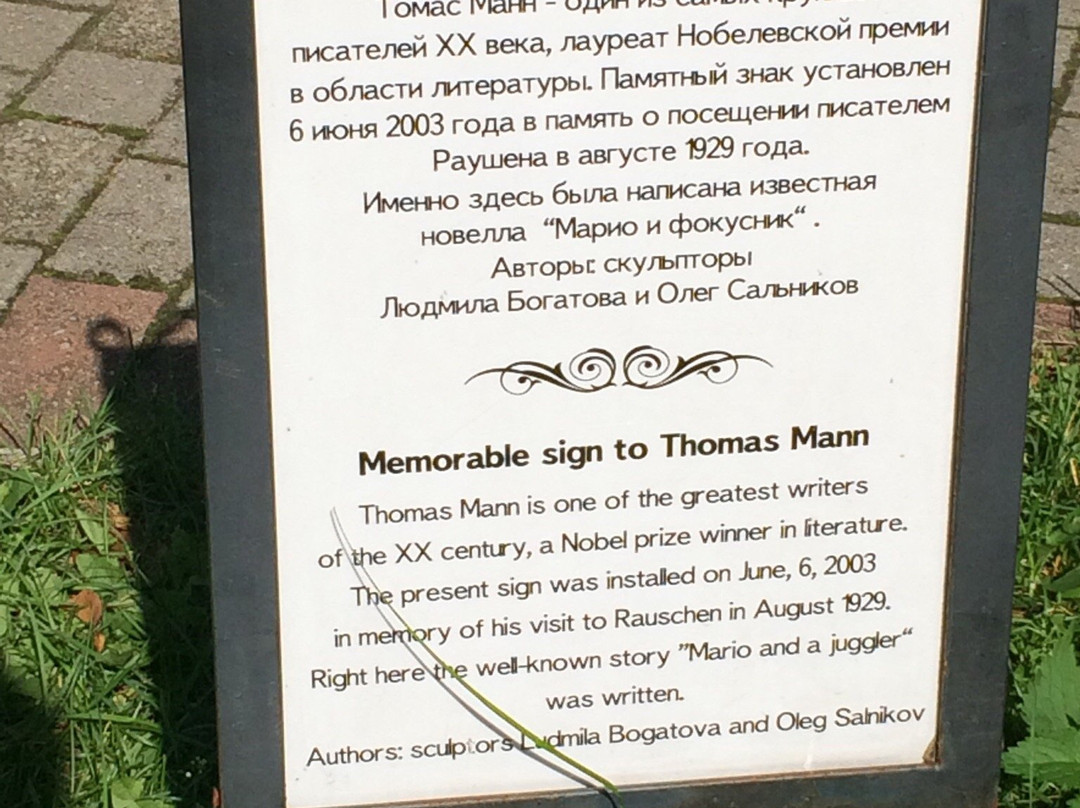 Томас Манн - один из самых
писателей XX века, лауреат Нобелевской премии
в области литературы. Памятный знак установлен
6 июня 2003 года в память о посещении писателем
Раушена в августе 1929 года.
Именно здесь была написана известная
новелла “Марио и фокусник“ .
Авторы: скульпторы
Людмила Богатова и Олег Сальников
Memorable sign to Thomas Mann
Thomas Mann is one of the greatest writers
of the XX century, a Nobel prize winner in literature.
The present sign was installed on June, 6, 2003
in memory of his visit to Rauschen in August 1929.
Right here the well-known story ”Mario and a juggler“
was written.
Authors: sculptors Ludmila Bogatova and Oleg Salnikov